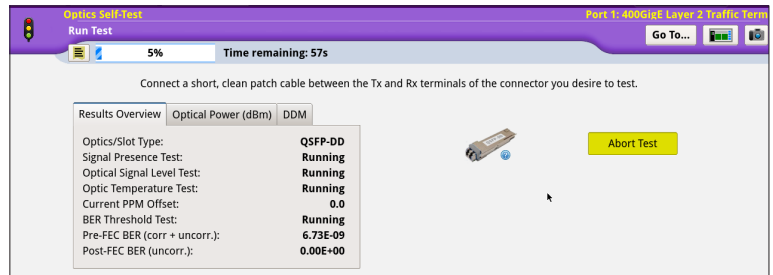 Optics Self-Test
Port 1: 400GigE Layer 2 Traffic Term
Run Test
Go To...
5%
Time remaining: 57s
Connect a short, clean patch cable between the Tx and Rx terminals of the connector you desire to test.
Results Overview
Optical Power (dBm)
DDM
Optics/Slot Type: QSFP-DD
Signal Presence Test: Running
Optical Signal Level Test: Running
Optic Temperature Test: Running
Current PPM Offset: 0.0
BER Threshold Test: Running
Pre-FEC BER (corr + uncorr.): 6.73E-09
Post-FEC BER (uncorr.): 0.00E+00
Abort Test